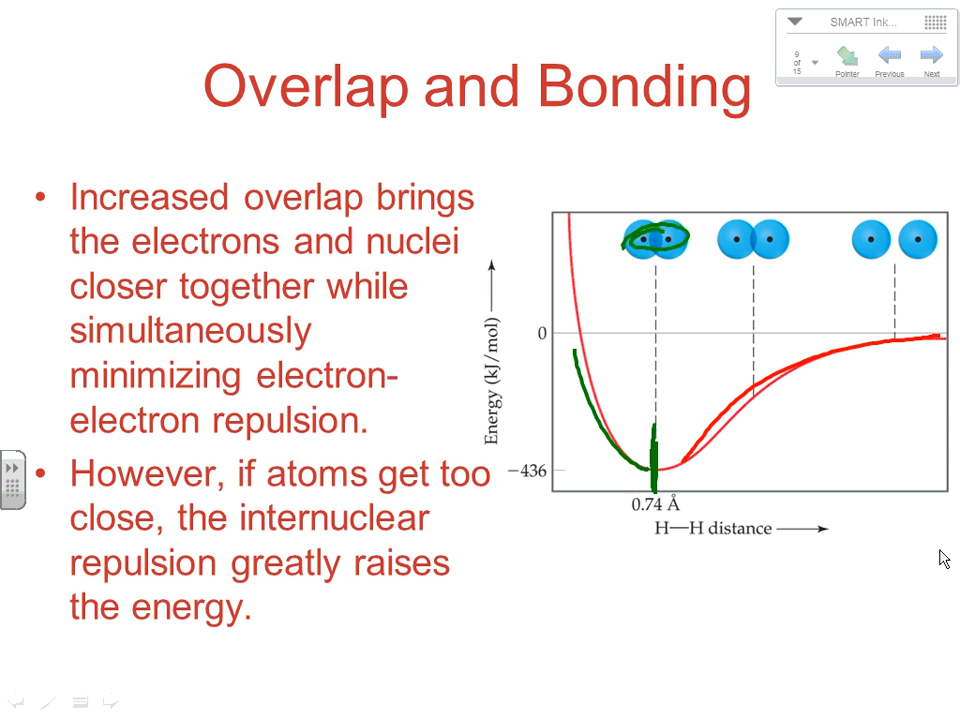 SMART Ink...
9
of
15
Pointer
Previous
Next
Overlap and Bonding
• Increased overlap brings
the electrons and nuclei
closer together while
simultaneously
minimizing electron-
electron repulsion.
• However, if atoms get too
close, the internuclear
repulsion greatly raises
the energy.
Energy (kJ/mol)
0
−436
0.74 Å
H—H distance